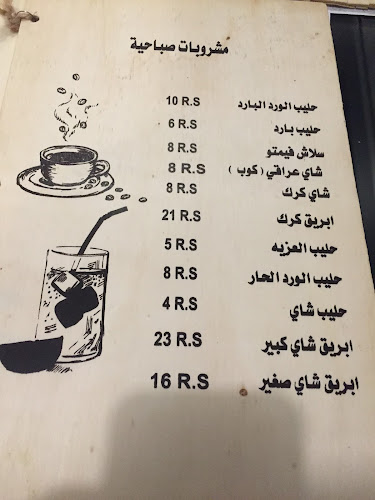 مشروبات صباحية
حليب الورد البارد 10 R.S
حليب بارد 6 R.S
سلاش فيمتو 8 R.S
شاي عراقي ( كوب ) 8 R.S
شاي كرك 8 R.S
ابريق كرك 21 R.S
حليب العزبه 5 R.S
حليب الورد الحار 8 R.S
حليب شاي 4 R.S
ابريق شاي كبير 23 R.S
ابريق شاي صغير 16 R.S